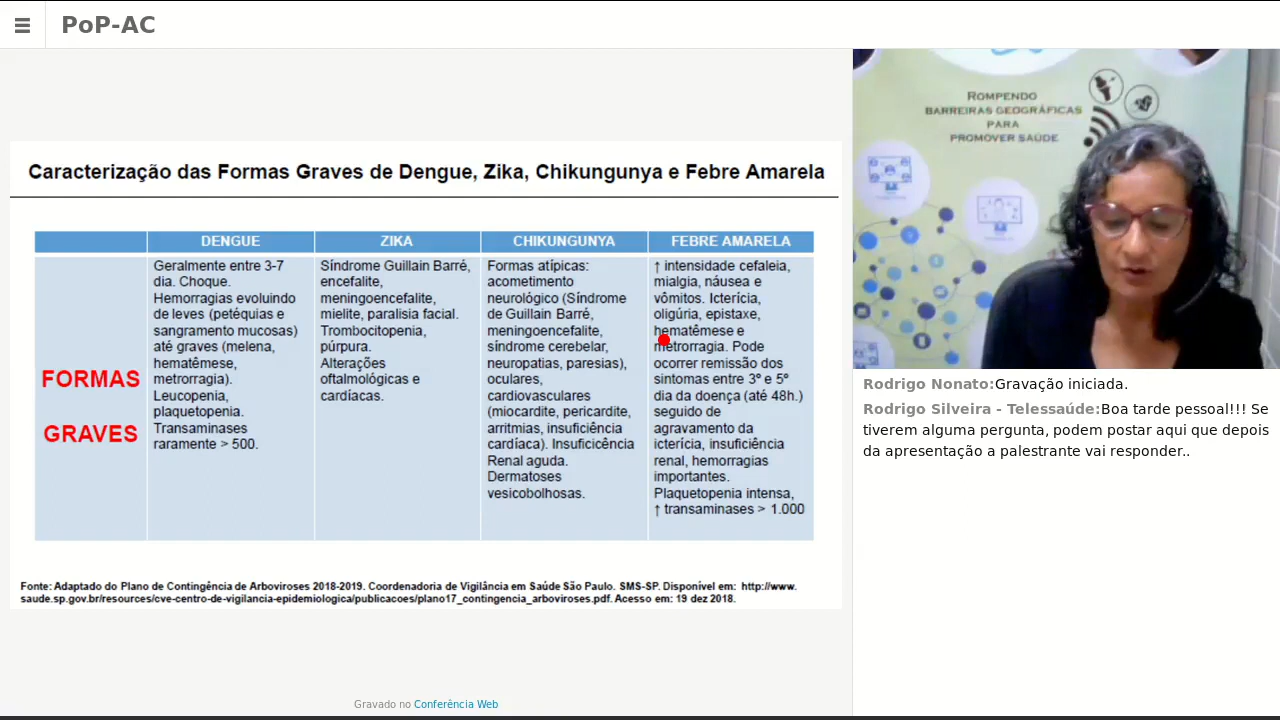 PoP-AC
Caracterização das Formas Graves de Dengue, Zika, Chikungunya e Febre Amarela
DENGUE
ZIKA
CHIKUNGUNYA
FEBRE AMARELA
FORMAS
GRAVES
Geralmente entre 3-7
dia. Choque.
Hemorragias evoluindo
de leves (petéquias e
sangramento mucosas)
até graves (melena,
hematêmese,
metrorragia).
Leucopenia,
plaquetopenia.
Transaminases
raramente > 500.
Síndrome Guillain Barré,
encefalite,
meningoencefalite,
mielite, paralisia facial.
Trombocitopenia,
púrpura.
Alterações
oftalmológicas e
cardíacas.
Formas atípicas:
acometimento
neurológico (Síndrome
de Guillain Barré,
meningoencefalite,
síndrome cerebelar,
neuropatias, paresias),
oculares,
cardiovasculares
(miocardite, pericardite,
arritmias, insuficiência
cardíaca). Insuficicência
Renal aguda.
Dermatoses
vesicobolhosas.
↑ intensidade cefaleia,
mialgia, náusea e
vômitos. Icterícia,
oligúria, epistaxe,
hematêmese e
metrorragia. Pode
ocorrer remissão dos
sintomas entre 3º e 5º
dia da doença (até 48h.)
seguido de
agravamento da
icterícia, insuficiência
renal, hemorragias
importantes.
Plaquetopenia intensa,
↑ transaminases > 1.000
Fonte: Adaptado do Plano de Contingência de Arboviroses 2018-2019. Coordenadoria de Vigilância em Saúde São Paulo. SMS-SP. Disponível em: http://www.
saude.sp.gov.br/resources/cve-centro-de-vigilancia-epidemiologica/publicacoes/plano17_contingencia_arboviroses.pdf. Acesso em: 19 dez 2018.
Gravado no Conferência Web
ROMPENDO
BARREIRAS GEOGRÁFICAS
PARA
PROMOVER SAÚDE
Rodrigo Nonato:Gravação iniciada.
Rodrigo Silveira - Telessaúde:Boa tarde pessoal!!! Se
tiverem alguma pergunta, podem postar aqui que depois
da apresentação a palestrante vai responder..